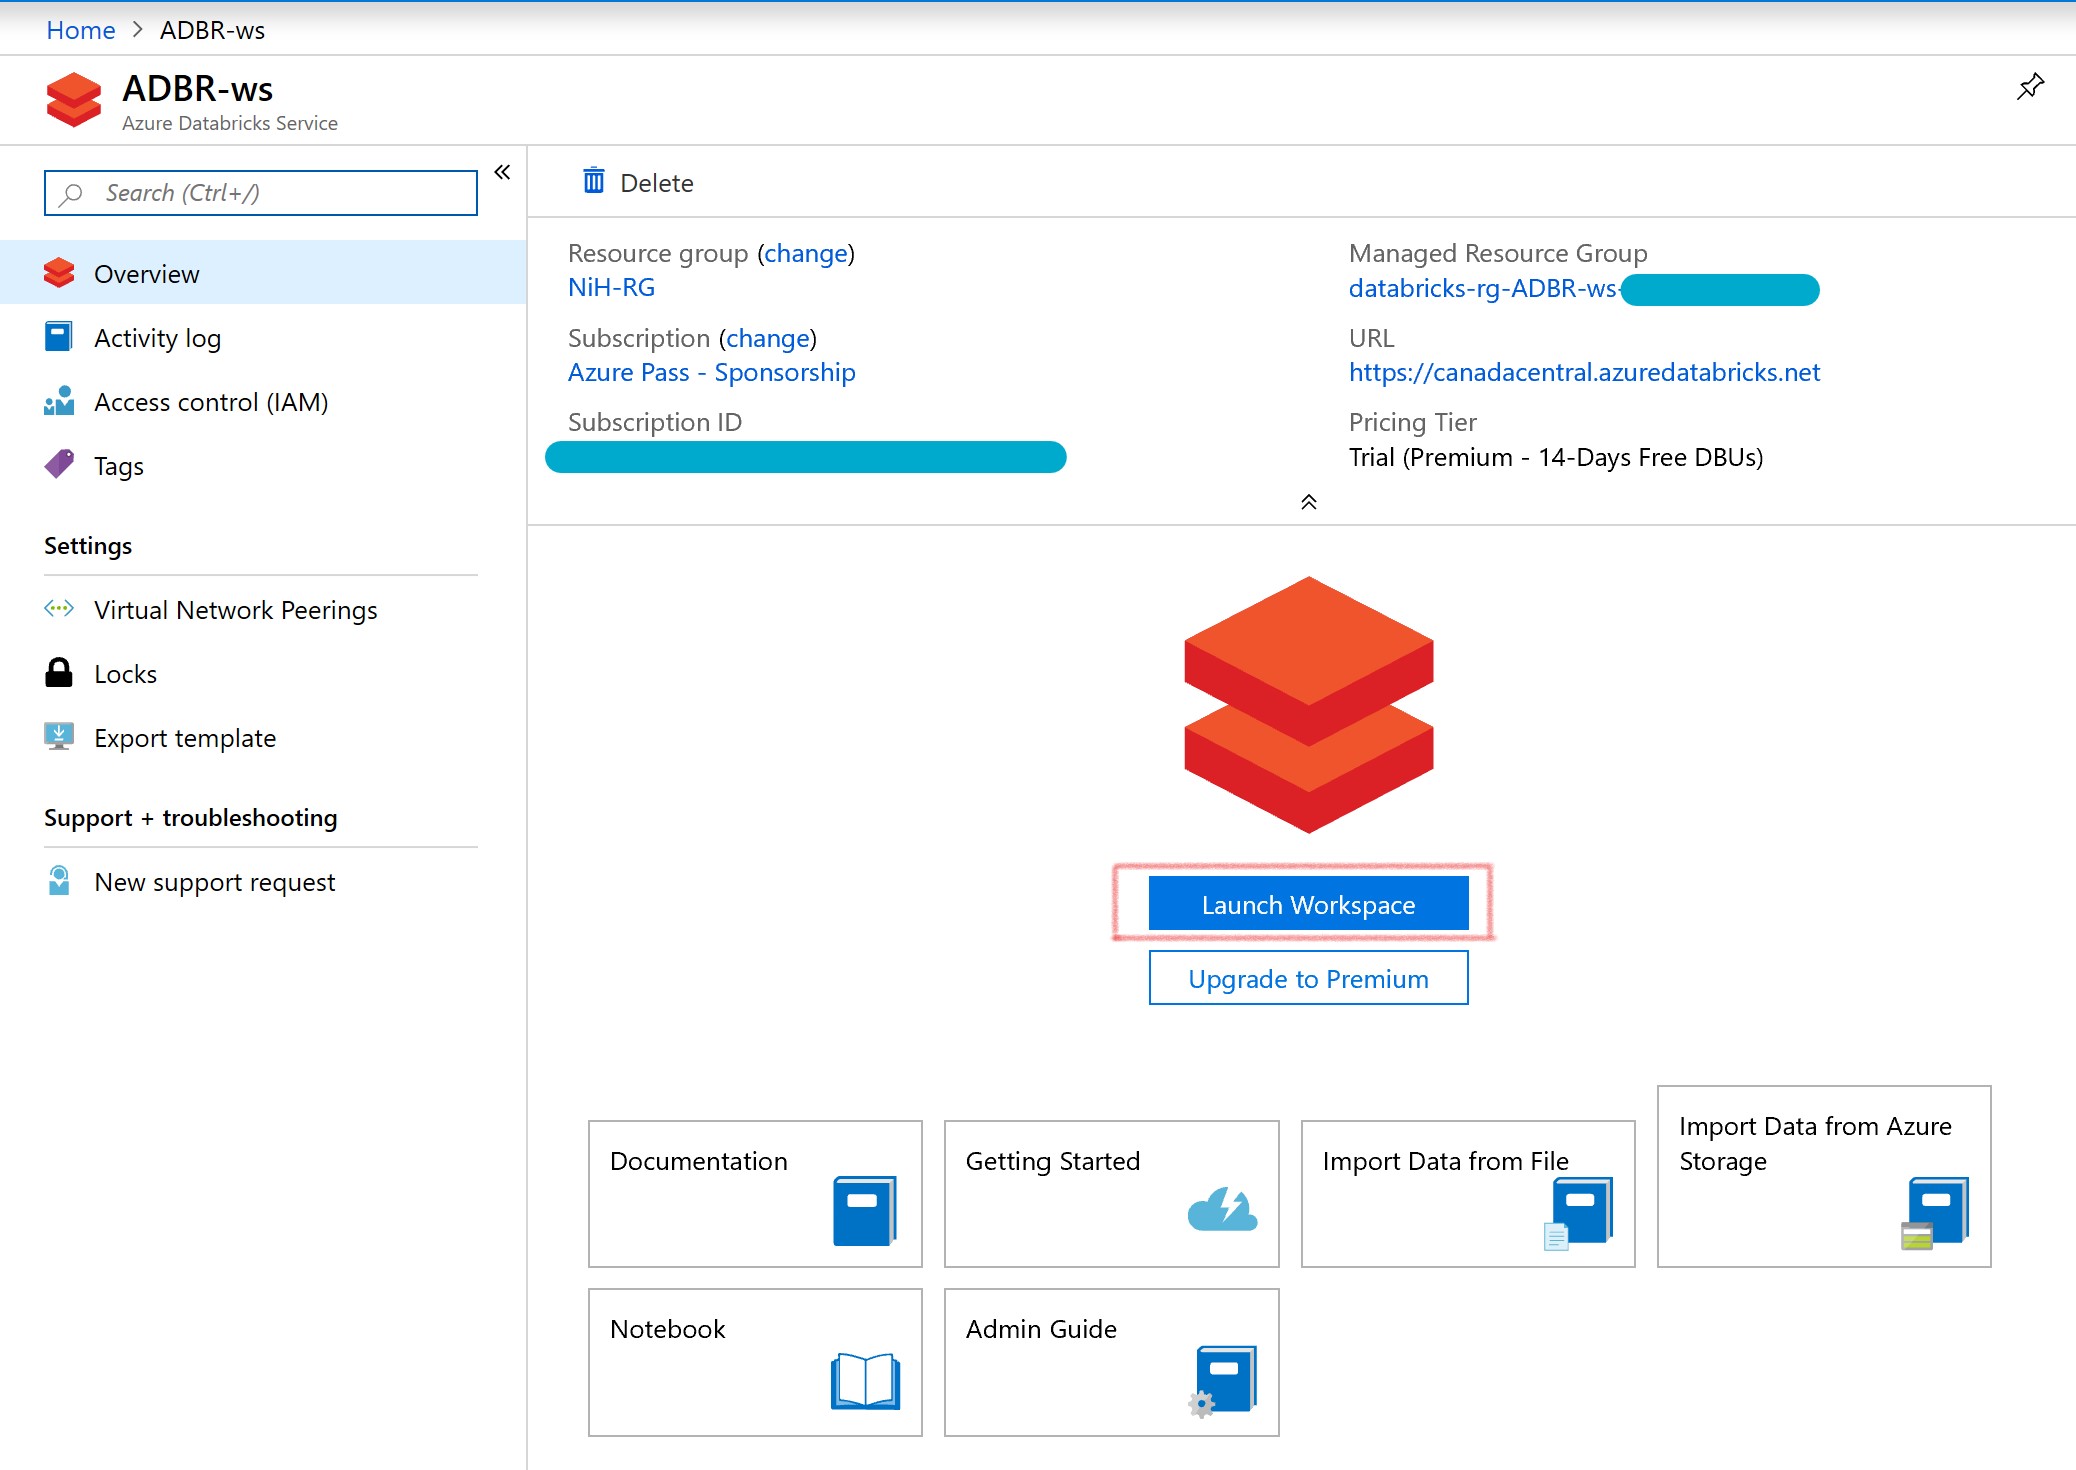 Home > ADBR-ws
ADBR-ws
Azure Databricks Service
Search (Ctrl+/)
Overview
Activity log
Access control (IAM)
Tags
Settings
Virtual Network Peerings
Locks
Export template
Support + troubleshooting
New support request
Delete
Resource group (change)
NiH-RG
Subscription (change)
Azure Pass - Sponsorship
Subscription ID
Managed Resource Group
databricks-rg-ADBR-ws-
URL
https://canadacentral.azuredatabricks.net
Pricing Tier
Trial (Premium - 14-Days Free DBUs)
Launch Workspace
Upgrade to Premium
Documentation
Getting Started
Import Data from File
Import Data from Azure
Storage
Notebook
Admin Guide